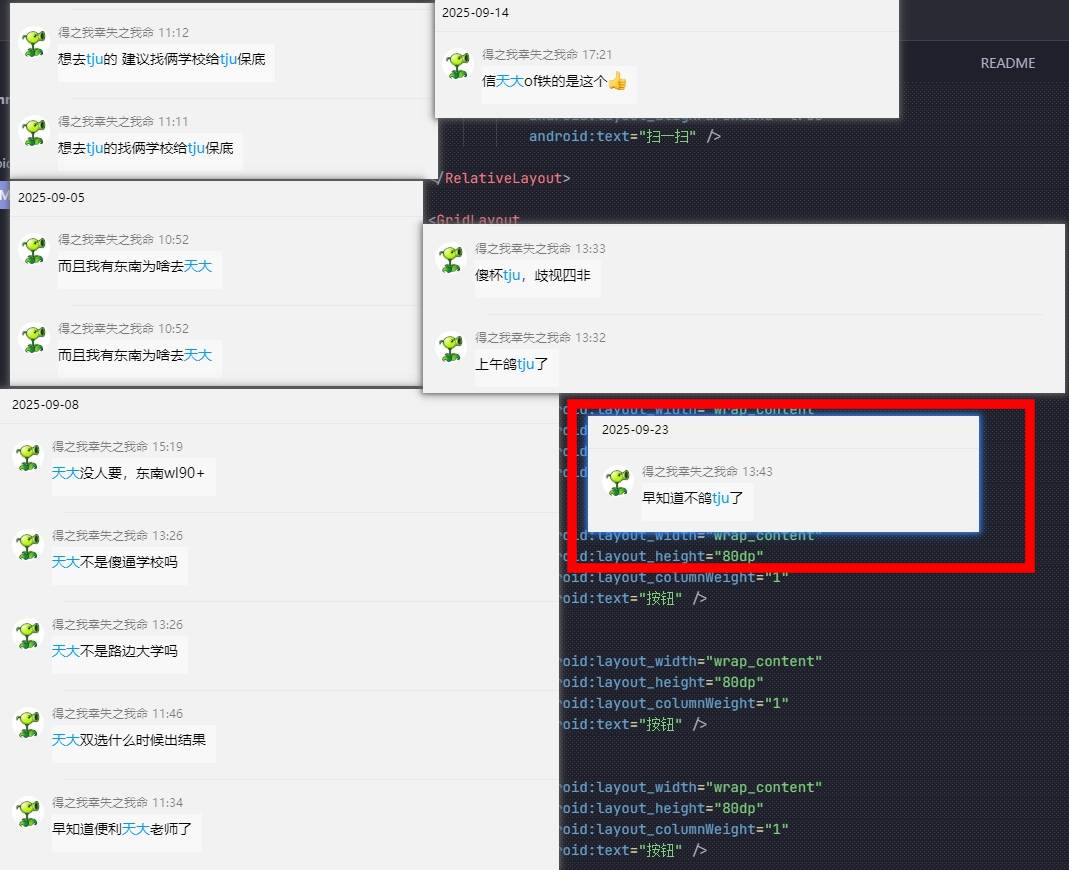 得之我幸失之我命 11:12
想去tju的 建议找俩学校给tju保底
得之我幸失之我命 11:11
想去tju的找俩学校给tju保底
2025-09-14
得之我幸失之我命 17:21
信天大of铁的是这个👍
README
android:text="扫一扫" />
/RelativeLayout>
<GridLayout
2025-09-05
得之我幸失之我命 10:52
而且我有东南为啥去天大
得之我幸失之我命 10:52
而且我有东南为啥去天大
得之我幸失之我命 13:33
傻杯tju，歧视四非
得之我幸失之我命 13:32
上午鸽tju了
2025-09-08
得之我幸失之我命 15:19
天大没人要，东南wl90+
得之我幸失之我命 13:26
天大不是傻逼学校吗
得之我幸失之我命 13:26
天大不是路边大学吗
得之我幸失之我命 11:46
天大双选什么时候出结果
得之我幸失之我命 11:34
早知道便利天大老师了
roid:layout_width="wrap_content
2025-09-23
得之我幸失之我命 13:43
早知道不鸽tju了
roid:layout_width="wrap_content"
roid:layout_height="80dp"
roid:layout_columnWeight="1"
roid:text="按钮" />
roid:layout_width="wrap_content"
roid:layout_height="80dp"
roid:layout_columnWeight="1"
roid:text="按钮" />
roid:layout_width="wrap_content"
roid:layout_height="80dp"
roid:layout_columnWeight="1"
roid:text="按钮" />